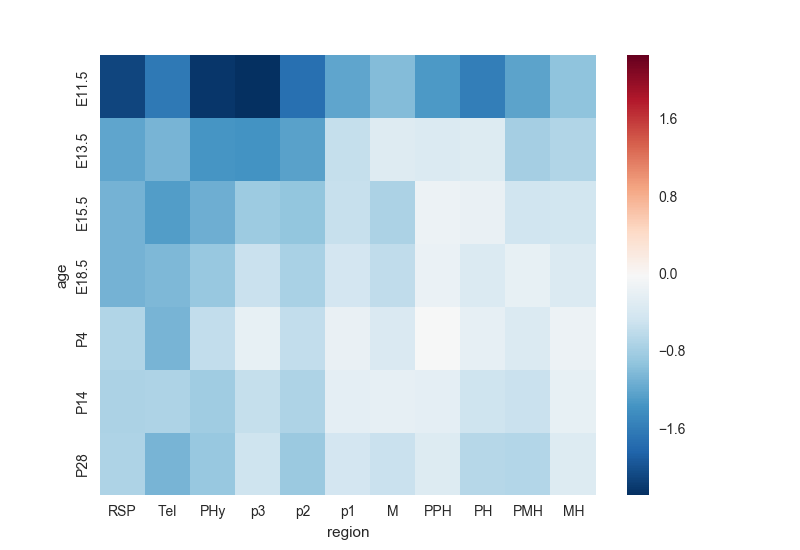 age
E11.5
E13.5
E15.5
E18.5
P4
P14
P28
RSP Tel PHy p3 p2 p1 M PPH PH PMH MH
region
1.6
0.8
0.0
−0.8
−1.6